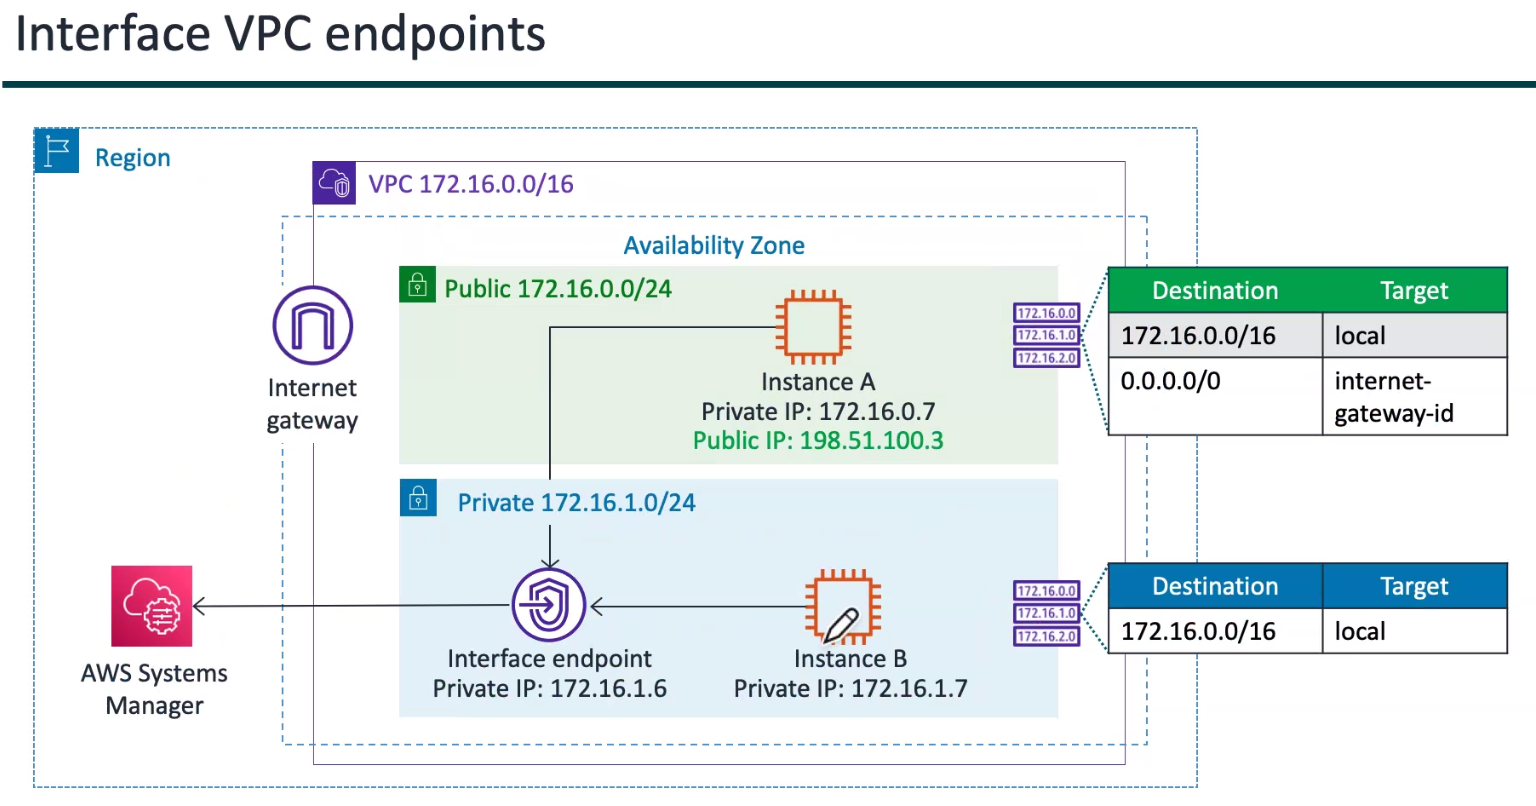 Interface VPC endpoints
Region
VPC 172.16.0.0/16
Availability Zone
Public 172.16.0.0/24
Internet
gateway
Instance A
Private IP: 172.16.0.7
Public IP: 198.51.100.3
172.16.0.0
172.16.1.0
172.16.2.0
Destination Target
172.16.0.0/16 local
0.0.0.0/0 internet-
gateway-id
Private 172.16.1.0/24
AWS Systems
Manager
Interface endpoint
Private IP: 172.16.1.6
Instance B
Private IP: 172.16.1.7
172.16.0.0
172.16.1.0
172.16.2.0
Destination Target
172.16.0.0/16 local